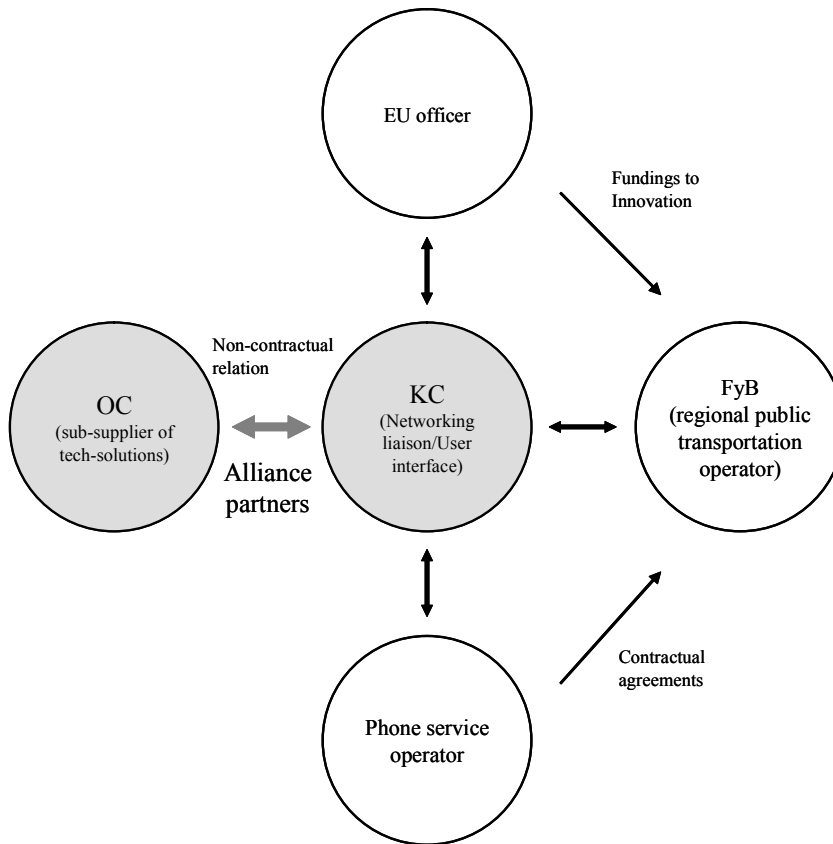 EU officer
Fundings to
Innovation
Non-contractual
relation
OC
(sub-supplier of
tech-solutions)
Alliance
partners
KC
(Networking
liaison/User
interface)
FyB
(regional public
transportation
operator)
Contractual
agreements
Phone service
operator